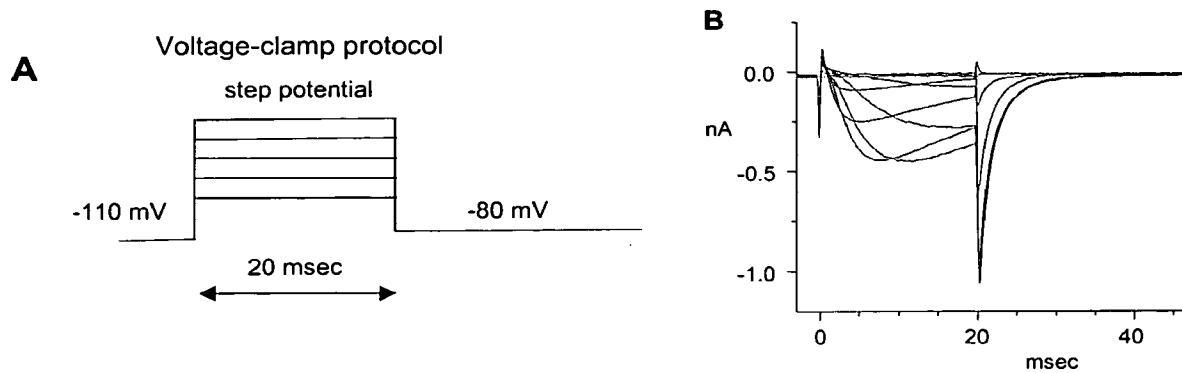 A
Voltage-clamp protocol
step potential
-110 mV
-80 mV
20 msec
B
0.0
nA
-0.5
-1.0
0 20 40
msec